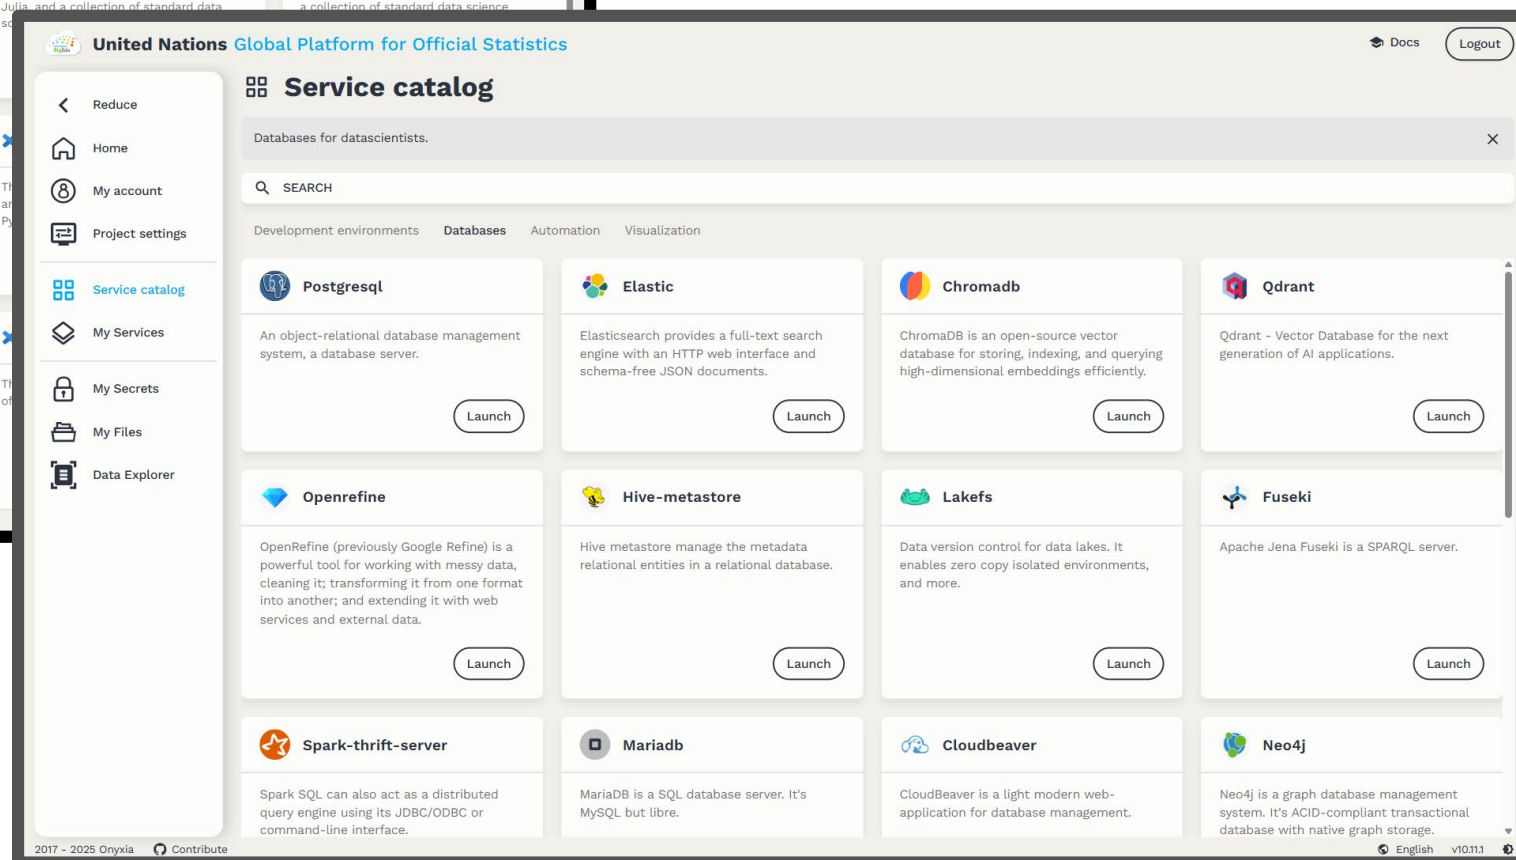 Julia, and a collection of standard data
a collection of standard data science
United Nations Global Platform for Official Statistics
Docs
Logout
Reduce
Home
My account
Project settings
Service catalog
My Services
My Secrets
My Files
Data Explorer
Service catalog
Databases for datascientists.
SEARCH
Development environments Databases Automation Visualization
Postgresql
An object-relational database management
system, a database server.
Launch
Elastic
Elasticsearch provides a full-text search
engine with an HTTP web interface and
schema-free JSON documents.
Launch
Chromadb
ChromaDB is an open-source vector
database for storing, indexing, and querying
high-dimensional embeddings efficiently.
Launch
Qdrant
Qdrant - Vector Database for the next
generation of AI applications.
Launch
Openrefine
OpenRefine (previously Google Refine) is a
powerful tool for working with messy data,
cleaning it; transforming it from one format
into another; and extending it with web
services and external data.
Launch
Hive-metastore
Hive metastore manage the metadata
relational entities in a relational database.
Launch
Lakefs
Data version control for data lakes. It
enables zero copy isolated environments,
and more.
Launch
Fuseki
Apache Jena Fuseki is a SPARQL server.
Launch
Spark-thrift-server
Spark SQL can also act as a distributed
query engine using its JDBC/ODBC or
command-line interface.
Mariadb
MariaDB is a SQL database server. It's
MySQL but libre.
Cloudbeaver
CloudBeaver is a light modern web-
application for database management.
Neo4j
Neo4j is a graph database management
system. It's ACID-compliant transactional
database with native graph storage.
2017 - 2025 Onyxia Contribute
English v10.11.1